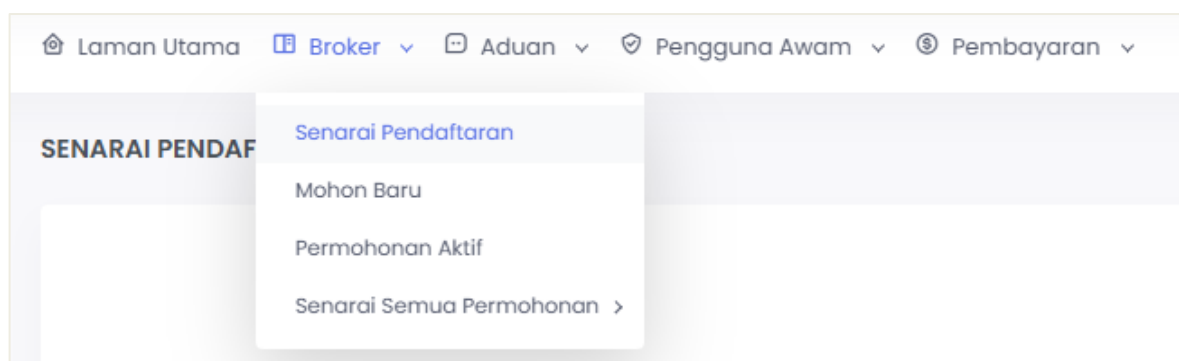 Laman Utama Broker Aduan Pengguna Awam Pembayaran
SENARAI PENDAF
Senarai Pendaftaran
Mohon Baru
Permohonan Aktif
Senarai Semua Permohonan